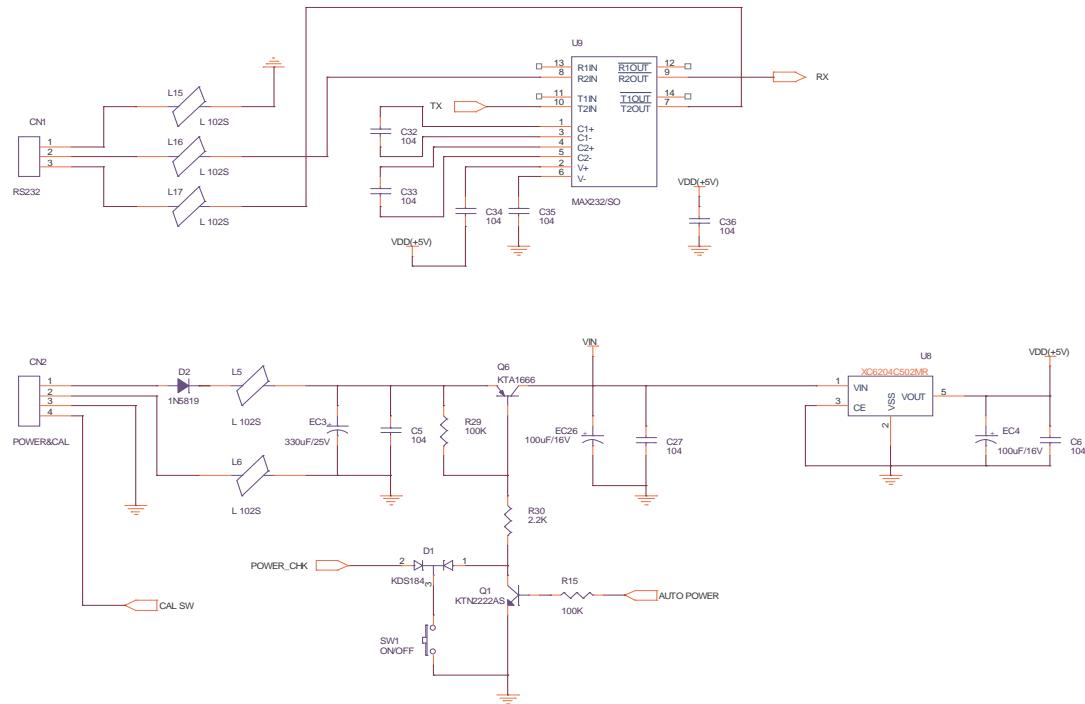 U9
13 R1IN R1OUT 12
8 R2IN R2OUT 9
RX
11 T1IN T1OUT 14
TX
10 T2IN T2OUT 7
1 C1+
3 C1-
4 C2+
5 C2-
2 V+
6 V-
MAX232/SO
L15
L 102S
CN1
1
2
3
RS232
L16
L 102S
L17
L 102S
C32
104
C33
104
C34
104
C35
104
VDD(+5V)
VDD(+5V)
C36
104
CN2
1
2
3
4
POWER&CAL
D2
1N5819
L5
L 102S
L6
L 102S
EC3
330uF/25V
C5
104
R29
100K
Q6
KTA1666
VIN
EC26
100uF/16V
C27
104
U8
XC6204C502MR
1 VIN
3 CE
VSS
2
VOUT 5
VDD(+5V)
EC4
100uF/16V
C6
104
R30
2.2K
POWER_CHK
2 D1 1
KDS184
3
Q1
KTN2222AS
R15
100K
AUTO POWER
CAL SW
SW1
ON/OFF